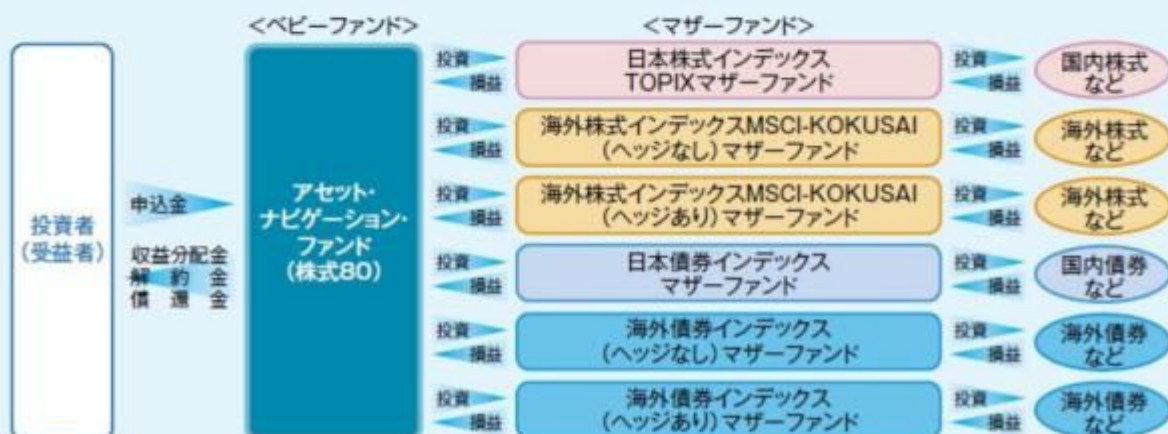 <ベビーファンド>
<マザーファンド>
投資者
(受益者)
申込金
収益分配金
解約金
償還金
アセット・
ナビゲーション・
ファンド
(株式80)
投資
損益
日本株式インデックス
TOPIXマザーファンド
投資
損益
国内株式
など
投資
損益
海外株式インデックスMSCI-KOKUSAI
(ヘッジなし)マザーファンド
投資
損益
海外株式
など
投資
損益
海外株式インデックスMSCI-KOKUSAI
(ヘッジあり)マザーファンド
投資
損益
海外株式
など
投資
損益
日本債券インデックス
マザーファンド
投資
損益
国内債券
など
投資
損益
海外債券インデックス
(ヘッジなし)マザーファンド
投資
損益
海外債券
など
投資
損益
海外債券インデックス
(ヘッジあり)マザーファンド
投資
損益
海外債券
など